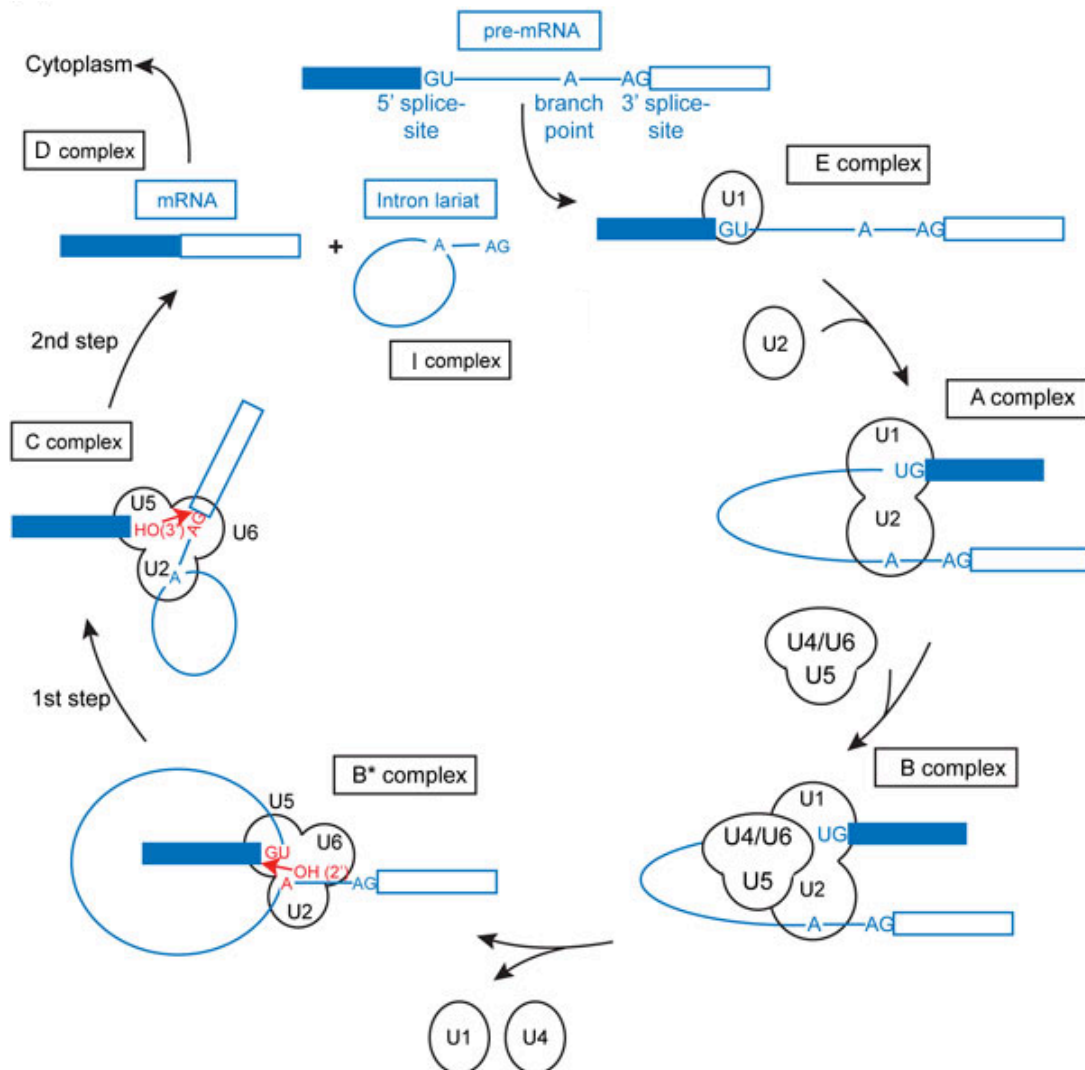 pre-mRNA
Cytoplasm
GU A AG
5' splice-site
branch point
3' splice-site
D complex
mRNA
Intron lariat
A AG
+
I complex
E complex
U1
GU A AG
U2
A complex
U1
UG
U2
A AG
2nd step
C complex
U5
HO(3') AG
U6
U2
A
U4/U6
U5
1st step
B* complex
U5
GU
U6
OH (2')
A AG
U2
B complex
U1
U4/U6
UG
U5
U2
A AG
U1
U4